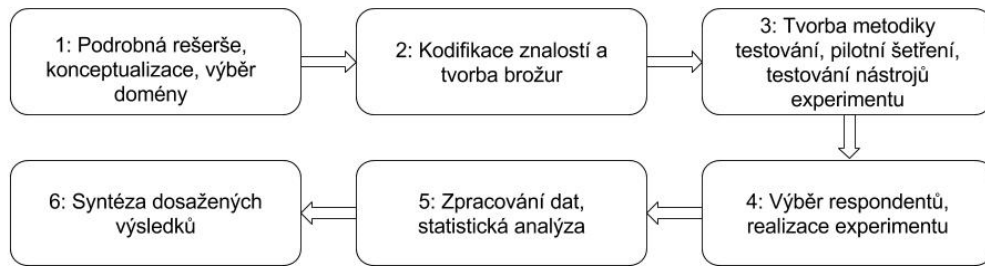 1: Podrobná rešerše,
konceptualizace, výběr
domény
2: Kodifikace znalostí a
tvorba brožur
3: Tvorba metodiky
testování, pilotní šetření,
testování nástrojů
experimentu
4: Výběr respondentů,
realizace experimentu
5: Zpracování dat,
statistická analýza
6: Syntéza dosažených
výsledků